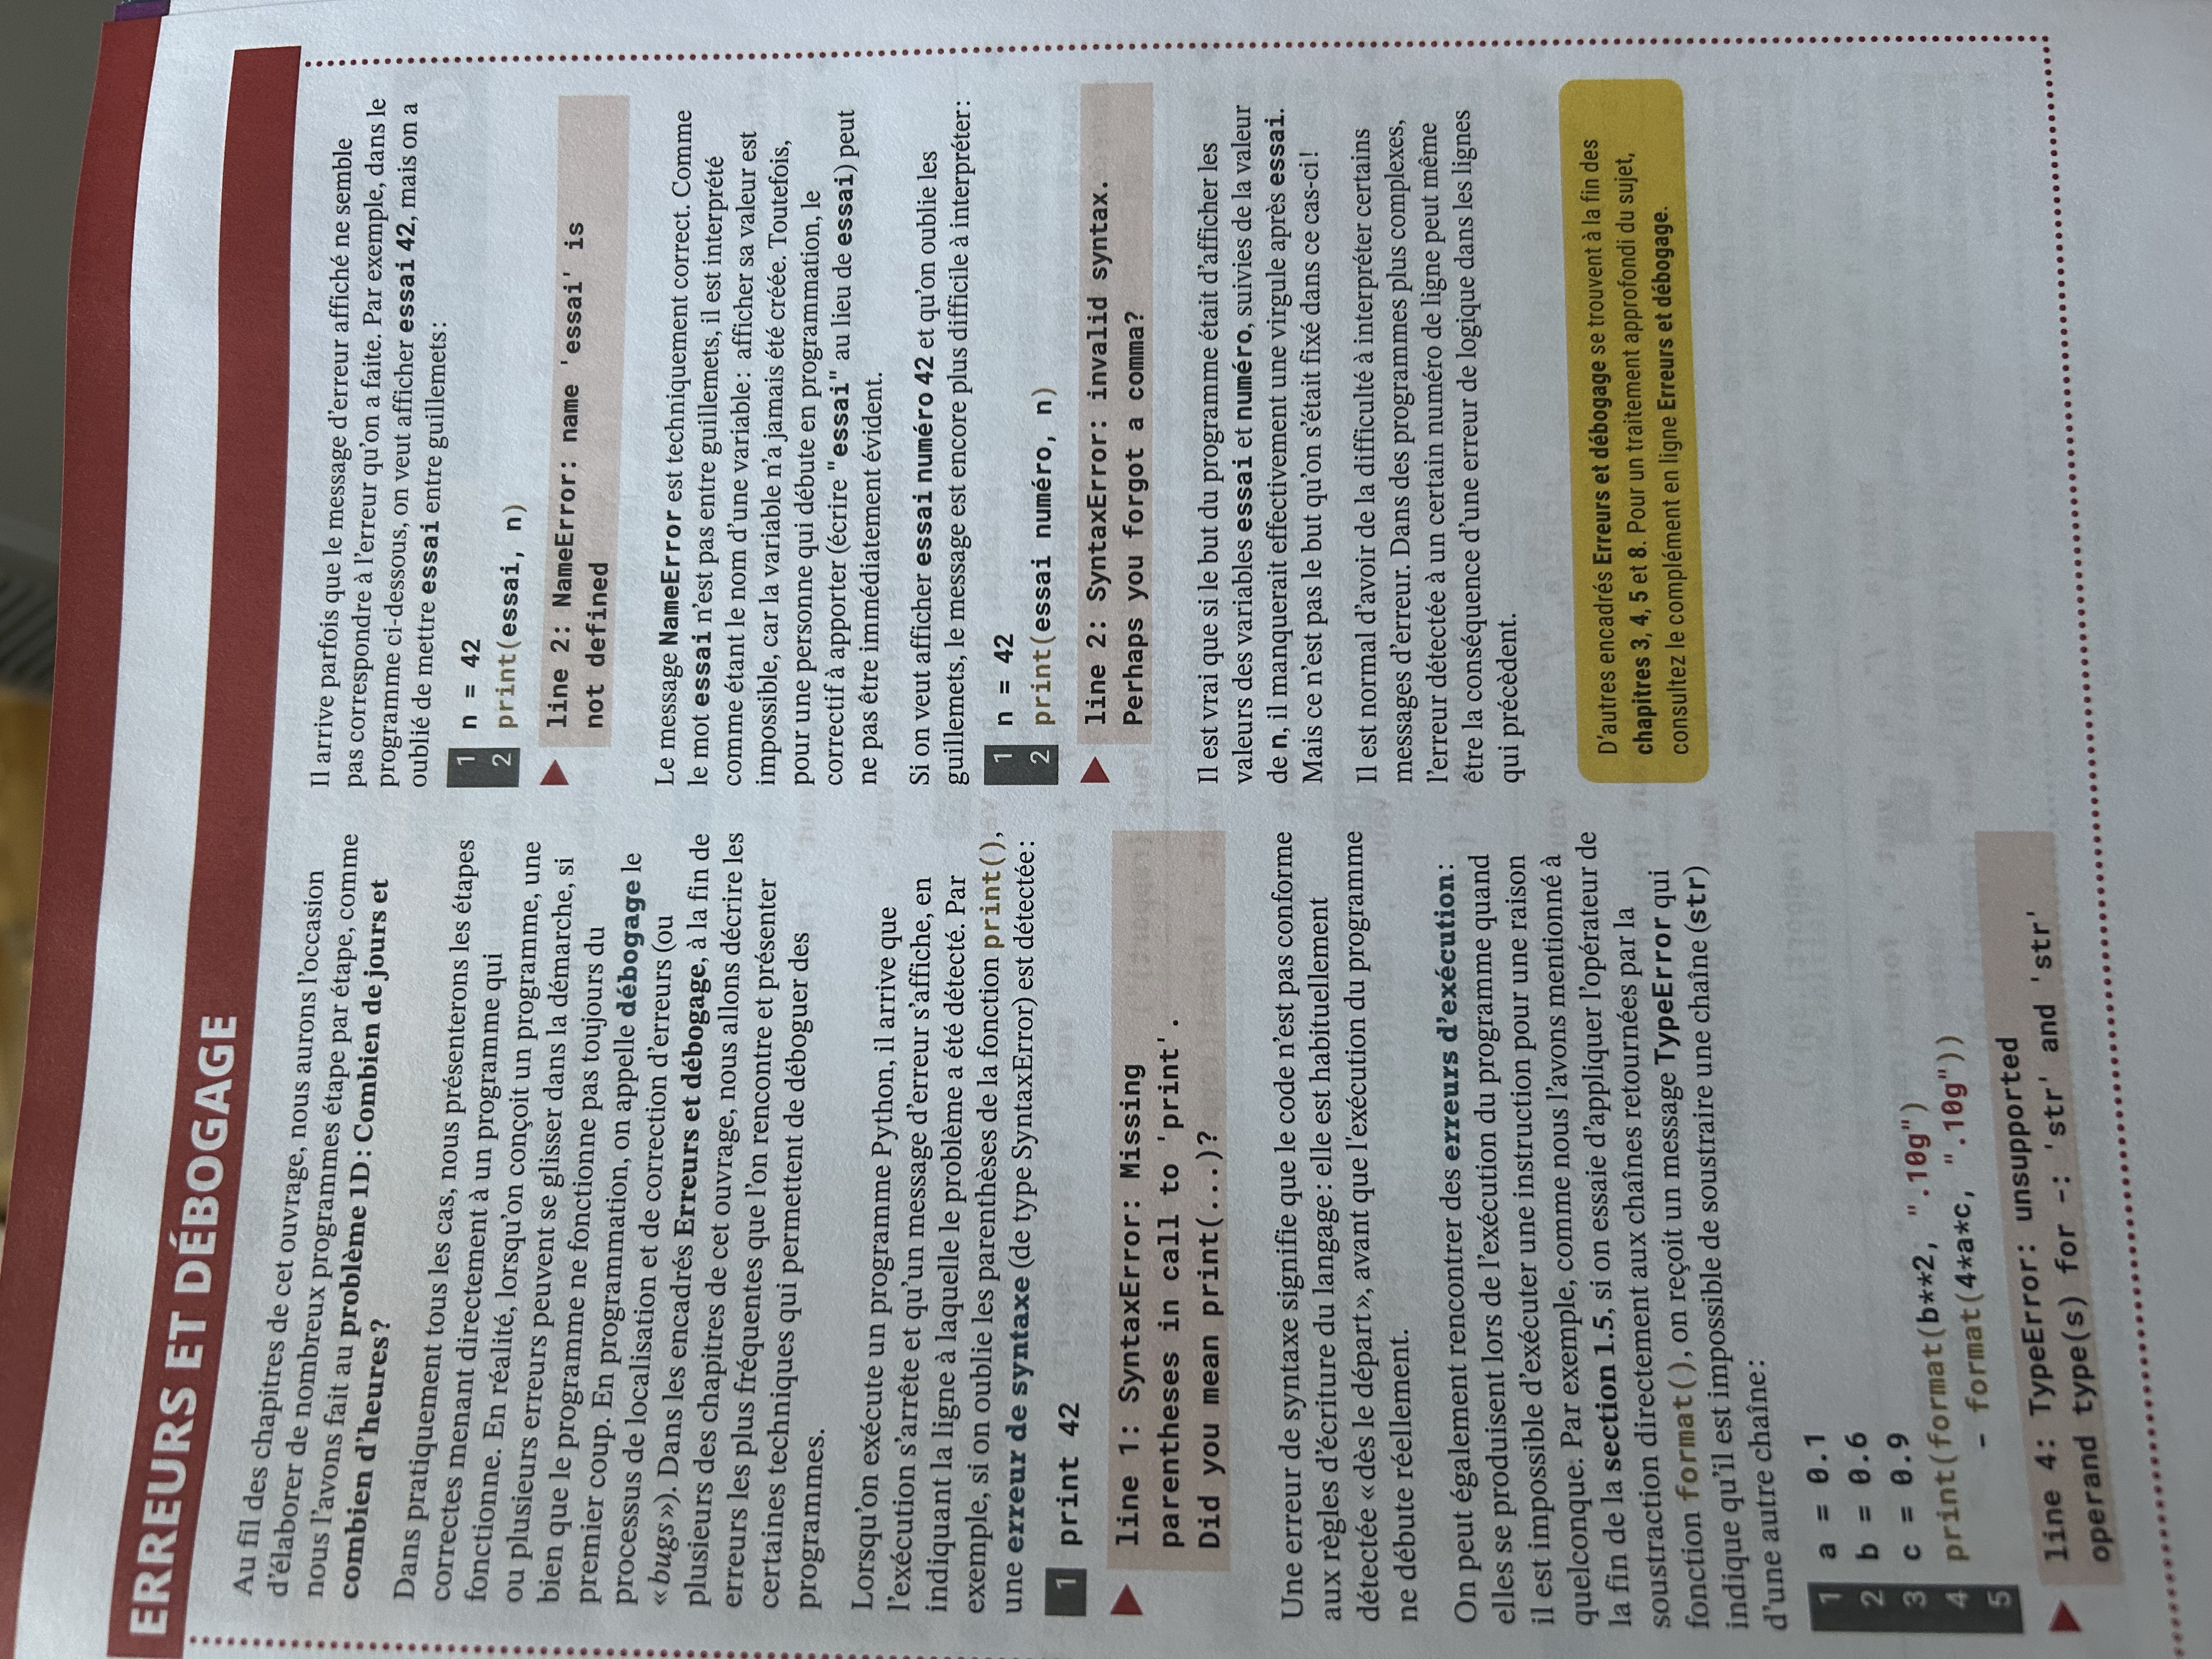 ERREURS ET DÉBOGAGE
Au fil des chapitres de cet ouvrage, nous aurons l'occasion
d'élaborer de nombreux programmes étape par étape, comme
nous l'avons fait au problème 1D : Combien de jours et
combien d'heures ?
Dans pratiquement tous les cas, nous présenterons les étapes
correctes menant directement à un programme qui
fonctionne. En réalité, lorsqu'on conçoit un programme, une
ou plusieurs erreurs peuvent se glisser dans la démarche, si
bien que le programme ne fonctionne pas toujours du
premier coup. En programmation, on appelle débogage le
processus de localisation et de correction d'erreurs (ou
« bugs »). Dans les encadrés Erreurs et débogage, à la fin de
plusieurs des chapitres de cet ouvrage, nous allons décrire les
erreurs les plus fréquentes que l'on rencontre et présenter
certaines techniques qui permettent de déboguer des
programmes.
Lorsqu'on exécute un programme Python, il arrive que
l'exécution s'arrête et qu'un message d'erreur s'affiche, en
indiquant la ligne à laquelle le problème a été détecté. Par
exemple, si on oublie les parenthèses de la fonction print(),
une erreur de syntaxe (de type SyntaxError) est détectée :
1 print 42
line 1: SyntaxError: Missing
parentheses in call to 'print'.
Did you mean print(...)?
Une erreur de syntaxe signifie que le code n'est pas conforme
aux règles d'écriture du langage : elle est habituellement
détectée « dès le départ », avant que l'exécution du programme
ne débute réellement.
On peut également rencontrer des erreurs d'exécution :
elles se produisent lors de l'exécution du programme quand
il est impossible d'exécuter une instruction pour une raison
quelconque. Par exemple, comme nous l'avons mentionné à
la fin de la section 1.5, si on essaie d'appliquer l'opérateur de
soustraction directement aux chaînes retournées par la
fonction format(), on reçoit un message TypeError qui
indique qu'il est impossible de soustraire une chaîne (str)
d'une autre chaîne :
1 a = 0.1
2 b = 0.6
3 c = 0.9
4 print(format(b**2, ".10g")
5 - format(4*a*c, ".10g"))
line 4: TypeError: unsupported
operand type(s) for -: 'str' and 'str'
Il arrive parfois que le message d'erreur affiché ne semble
pas correspondre à l'erreur qu'on a faite. Par exemple, dans le
programme ci-dessous, on veut afficher essai 42, mais on a
oublié de mettre essai entre guillemets :
1 n = 42
2 print(essai, n)
line 2: NameError: name 'essai' is
not defined
Le message NameError est techniquement correct. Comme
le mot essai n'est pas entre guillemets, il est interprété
comme étant le nom d'une variable : afficher sa valeur est
impossible, car la variable n'a jamais été créée. Toutefois,
pour une personne qui débute en programmation, le
correctif à apporter (écrire "essai" au lieu de essai) peut
ne pas être immédiatement évident.
Si on veut afficher essai numéro 42 et qu'on oublie les
guillemets, le message est encore plus difficile à interpréter :
1 n = 42
2 print(essai numéro, n)
line 2: SyntaxError: invalid syntax.
Perhaps you forgot a comma?
Il est vrai que si le but du programme était d'afficher les
valeurs des variables essai et numéro, suivies de la valeur
de n, il manquerait effectivement une virgule après essai.
Mais ce n'est pas le but qu'on s'était fixé dans ce cas-ci !
Il est normal d'avoir de la difficulté à interpréter certains
messages d'erreur. Dans des programmes plus complexes,
l'erreur détectée à un certain numéro de ligne peut même
être la conséquence d'une erreur de logique dans les lignes
qui précèdent.
D'autres encadrés Erreurs et débogage se trouvent à la fin des
chapitres 3, 4, 5 et 8. Pour un traitement approfondi du sujet,
consultez le complément en ligne Erreurs et débogage.